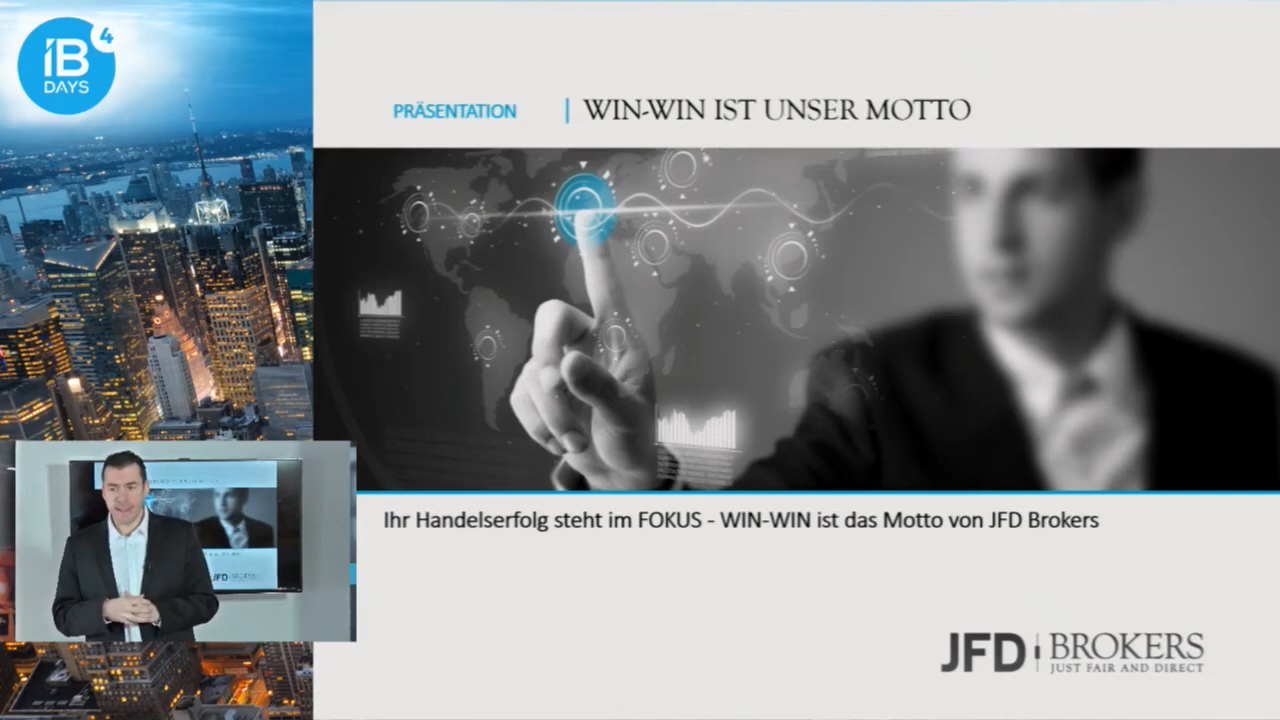 iB 4
DAYS
PRÄSENTATION | WIN-WIN IST UNSER MOTTO
Ihr Handelserfolg steht im FOKUS - WIN-WIN ist das Motto von JFD Brokers
JFD BROKERS
JUST FAIR AND DIRECT
JFD